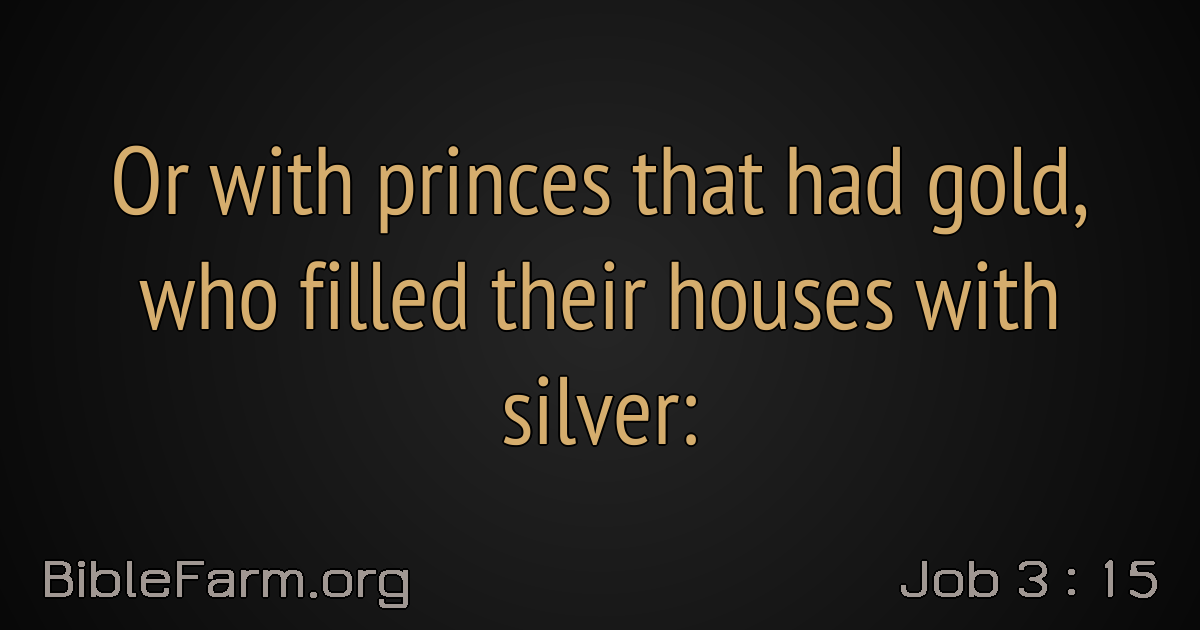 Or with princes that had gold,
who filled their houses with
silver:
BibleFarm.org
Job 3 : 15